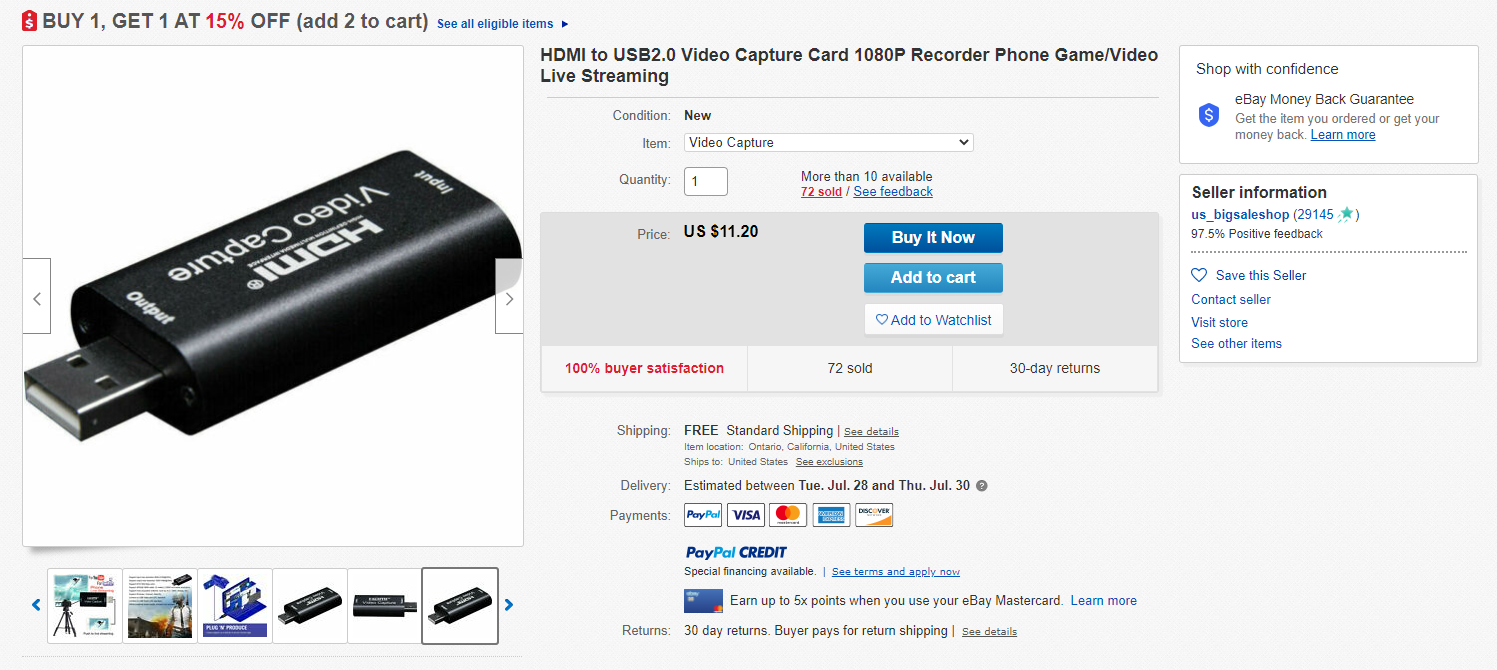 BUY 1, GET 1 AT 15% OFF (add 2 to cart) See all eligible items
HDMI to USB2.0 Video Capture Card 1080P Recorder Phone Game/Video
Live Streaming
Condition: New
Item: Video Capture
Quantity: 1
More than 10 available
72 sold / See feedback
Price: US $11.20
Buy It Now
Add to cart
Add to Watchlist
100% buyer satisfaction
72 sold
30-day returns
Shipping: FREE Standard Shipping | See details
Item location: Ontario, California, United States
Ships to: United States See exclusions
Delivery: Estimated between Tue. Jul. 28 and Thu. Jul. 30
Payments: PayPal VISA mastercard AMERICAN EXPRESS DISCOVER
PayPal CREDIT
Special financing available. | See terms and apply now
Earn up to 5x points when you use your eBay Mastercard. Learn more
Returns: 30 day returns. Buyer pays for return shipping | See details
Shop with confidence
eBay Money Back Guarantee
Get the item you ordered or get your
money back. Learn more
Seller information
us_bigsaleshop (29145)
97.5% Positive feedback
Save this Seller
Contact seller
Visit store
See other items
Input
Video Capture
HDMI
HIGH-DEFINITION MULTIMEDIA INTERFACE
Output
PLUG 'N' PRODUCE